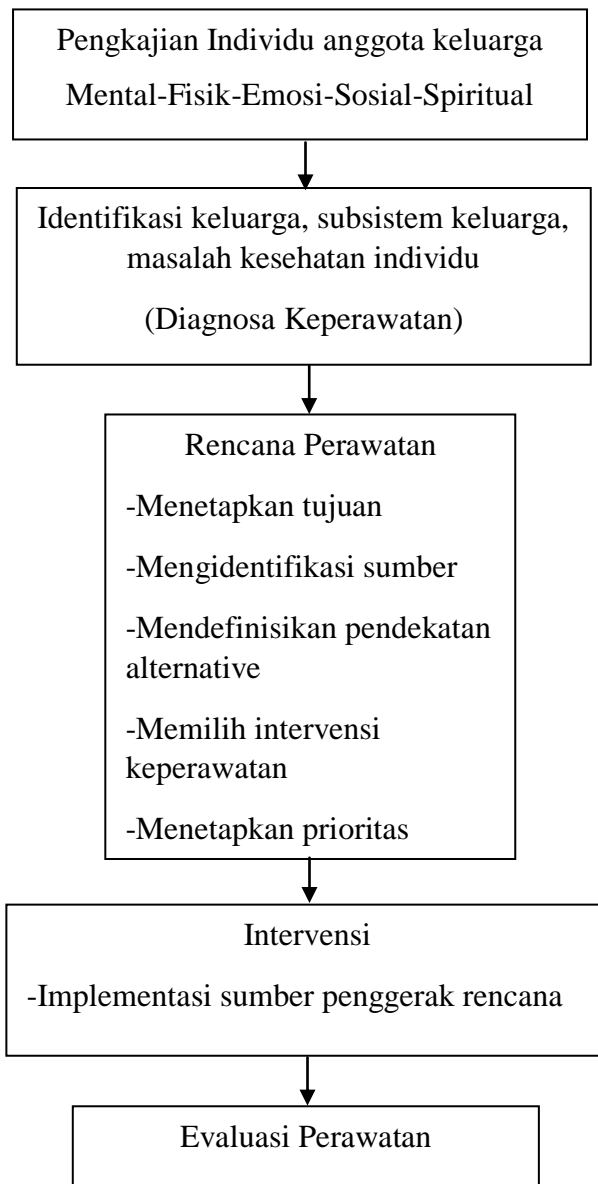 Pengkajian Individu anggota keluarga
Mental-Fisik-Emosi-Sosial-Spiritual
Identifikasi keluarga, subsistem keluarga,
masalah kesehatan individu
(Diagnosa Keperawatan)
Rencana Perawatan
-Menetapkan tujuan
-Mengidentifikasi sumber
-Mendefinisikan pendekatan
alternative
-Memilih intervensi
keperawatan
-Menetapkan prioritas
Intervensi
-Implementasi sumber penggerak rencana
Evaluasi Perawatan